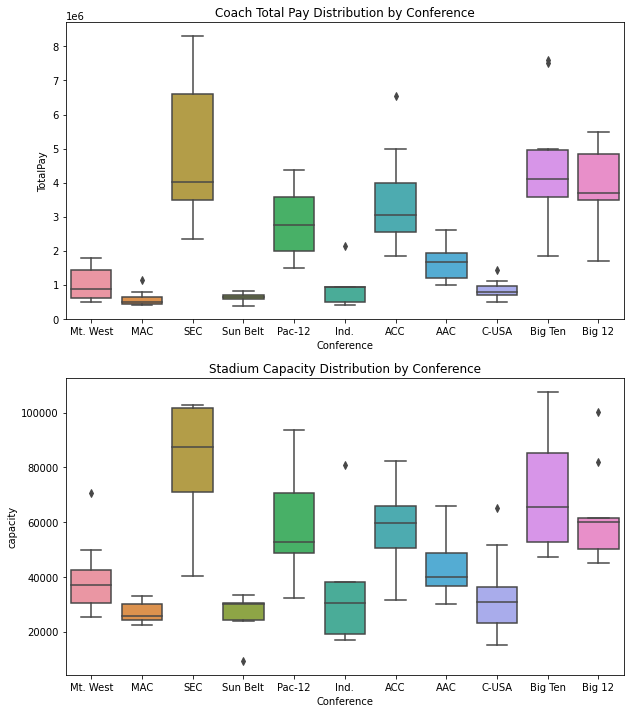 Coach Total Pay Distribution by Conference
1e6
8
7
6
5
4
3
2
1
0
TotalPay
Mt. West MAC SEC Sun Belt Pac-12 Ind. ACC AAC C-USA Big Ten Big 12
Conference
Stadium Capacity Distribution by Conference
100000
80000
60000
40000
20000
capacity
Mt. West MAC SEC Sun Belt Pac-12 Ind. ACC AAC C-USA Big Ten Big 12
Conference